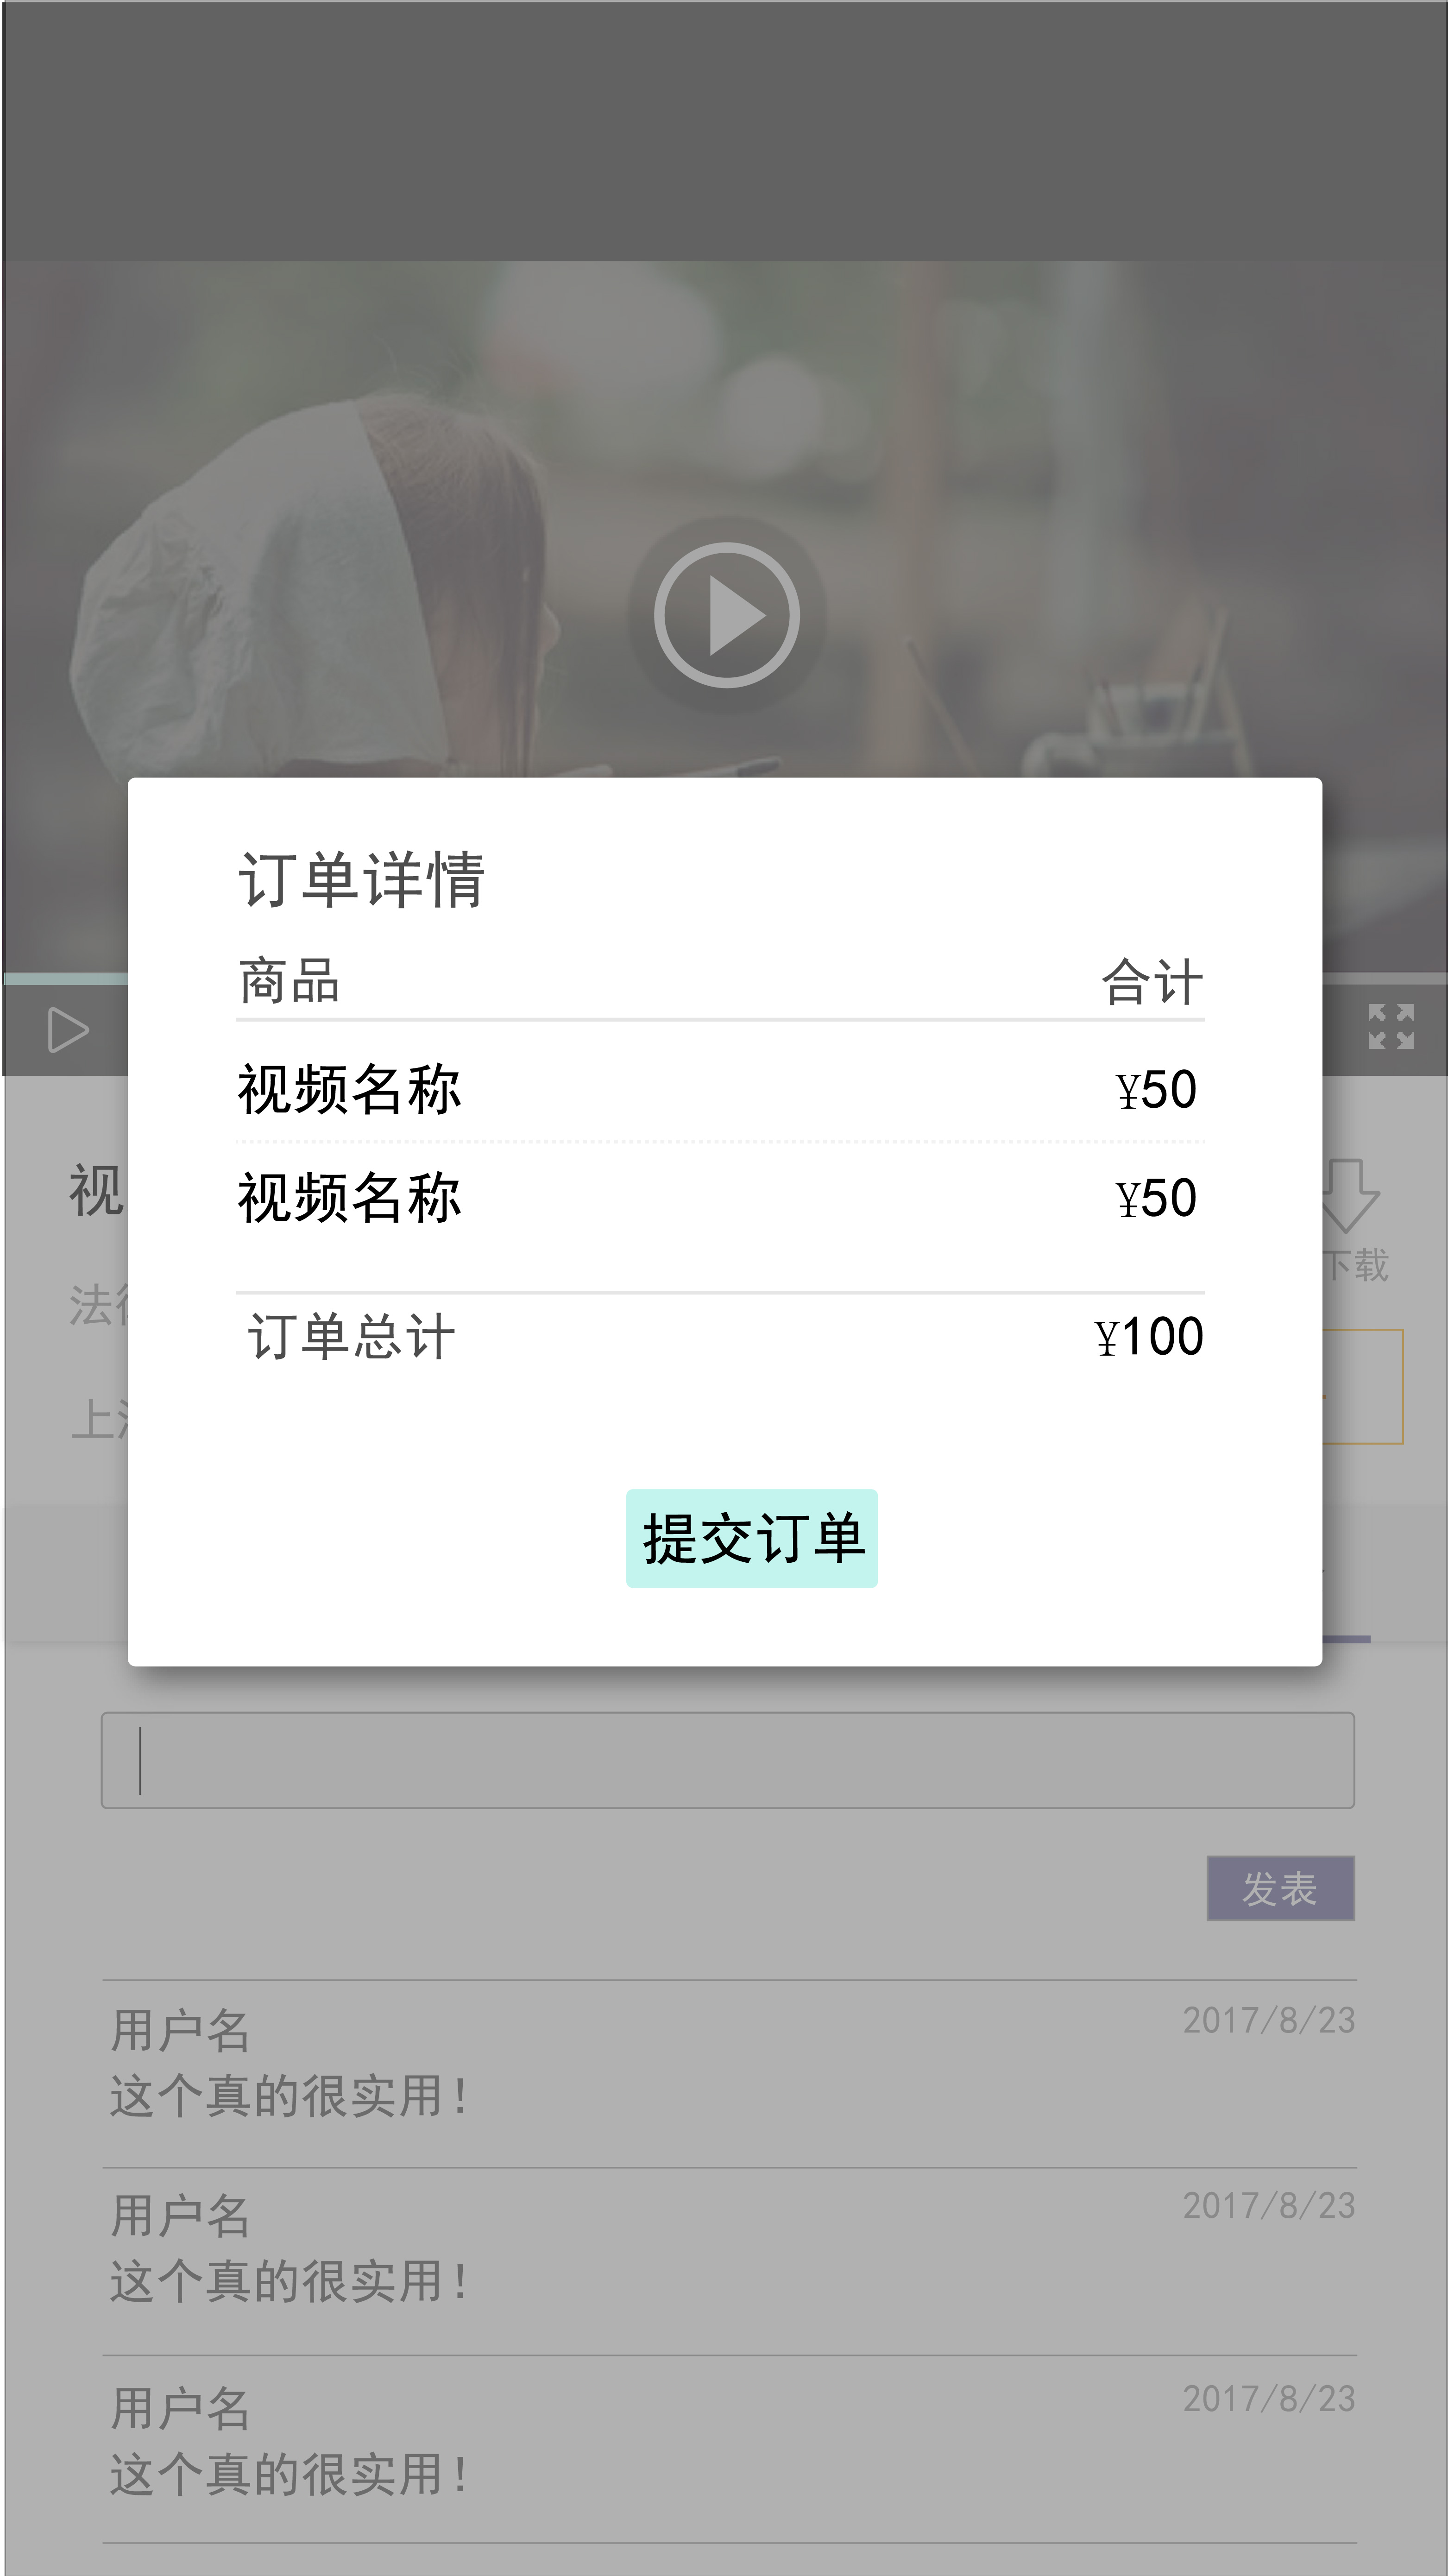 订单详情
商品 合计
视频名称 ¥50
视频名称 ¥50
订单总计 ¥100
提交订单
视
下载
法
上
发表
用户名 2017/8/23
这个真的很实用！
用户名 2017/8/23
这个真的很实用！
用户名 2017/8/23
这个真的很实用！